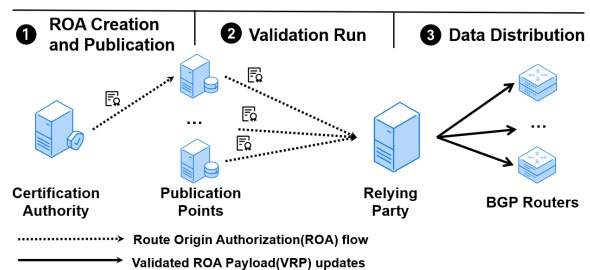 1 ROA Creation
and Publication
2 Validation Run
3 Data Distribution
...
...
Certification
Authority
Publication
Points
Relying
Party
BGP Routers
Route Origin Authorization(ROA) flow
Validated ROA Payload(VRP) updates